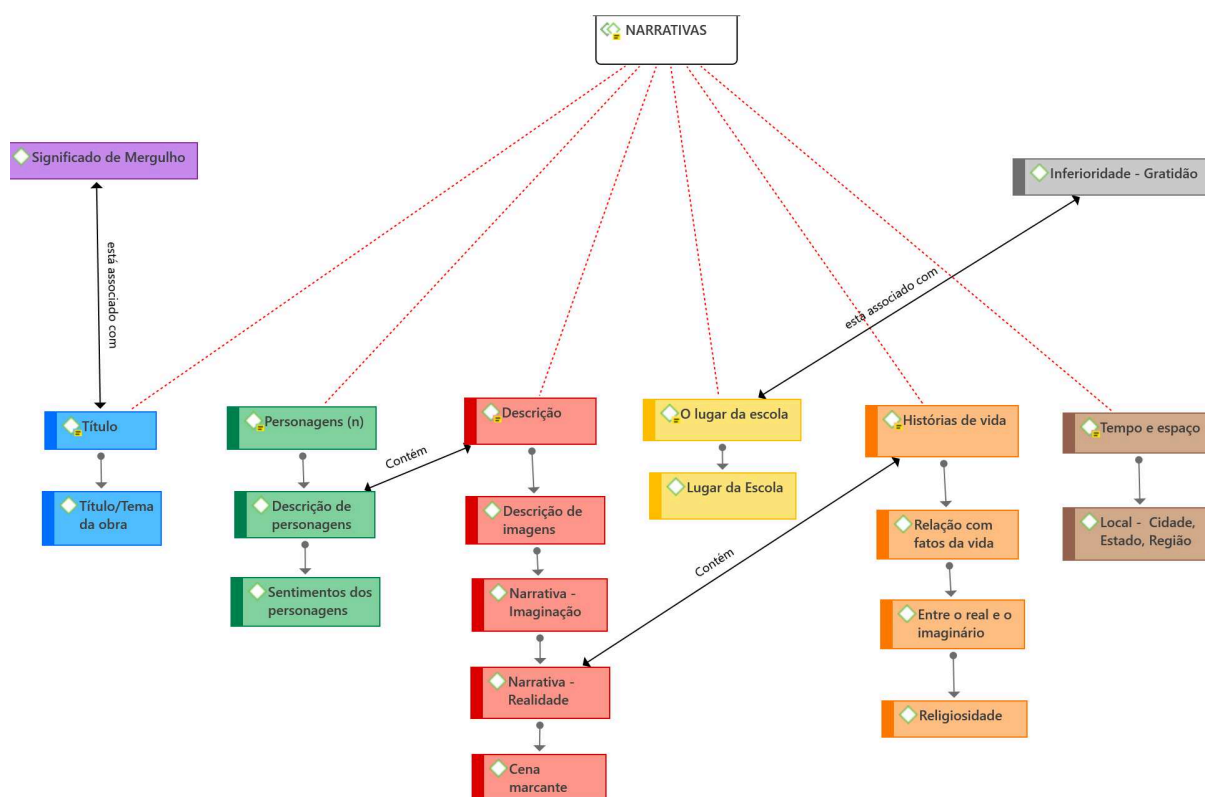 NARRATIVAS
Significado de Mergulho
Inferioridade - Gratidão
está associado com
está associado com
Título
Personagens (n)
Contém
Descrição
O lugar da escola
Histórias de vida
Tempo e espaço
Título/Tema
da obra
Descrição de
personagens
Descrição de
imagens
Lugar da Escola
Relação com
fatos da vida
Local -  Cidade,
Estado, Região
Sentimentos dos
personagens
Narrativa -
Imaginação
Contém
Entre o real e o
imaginário
Narrativa -
Realidade
Religiosidade
Cena
marcante